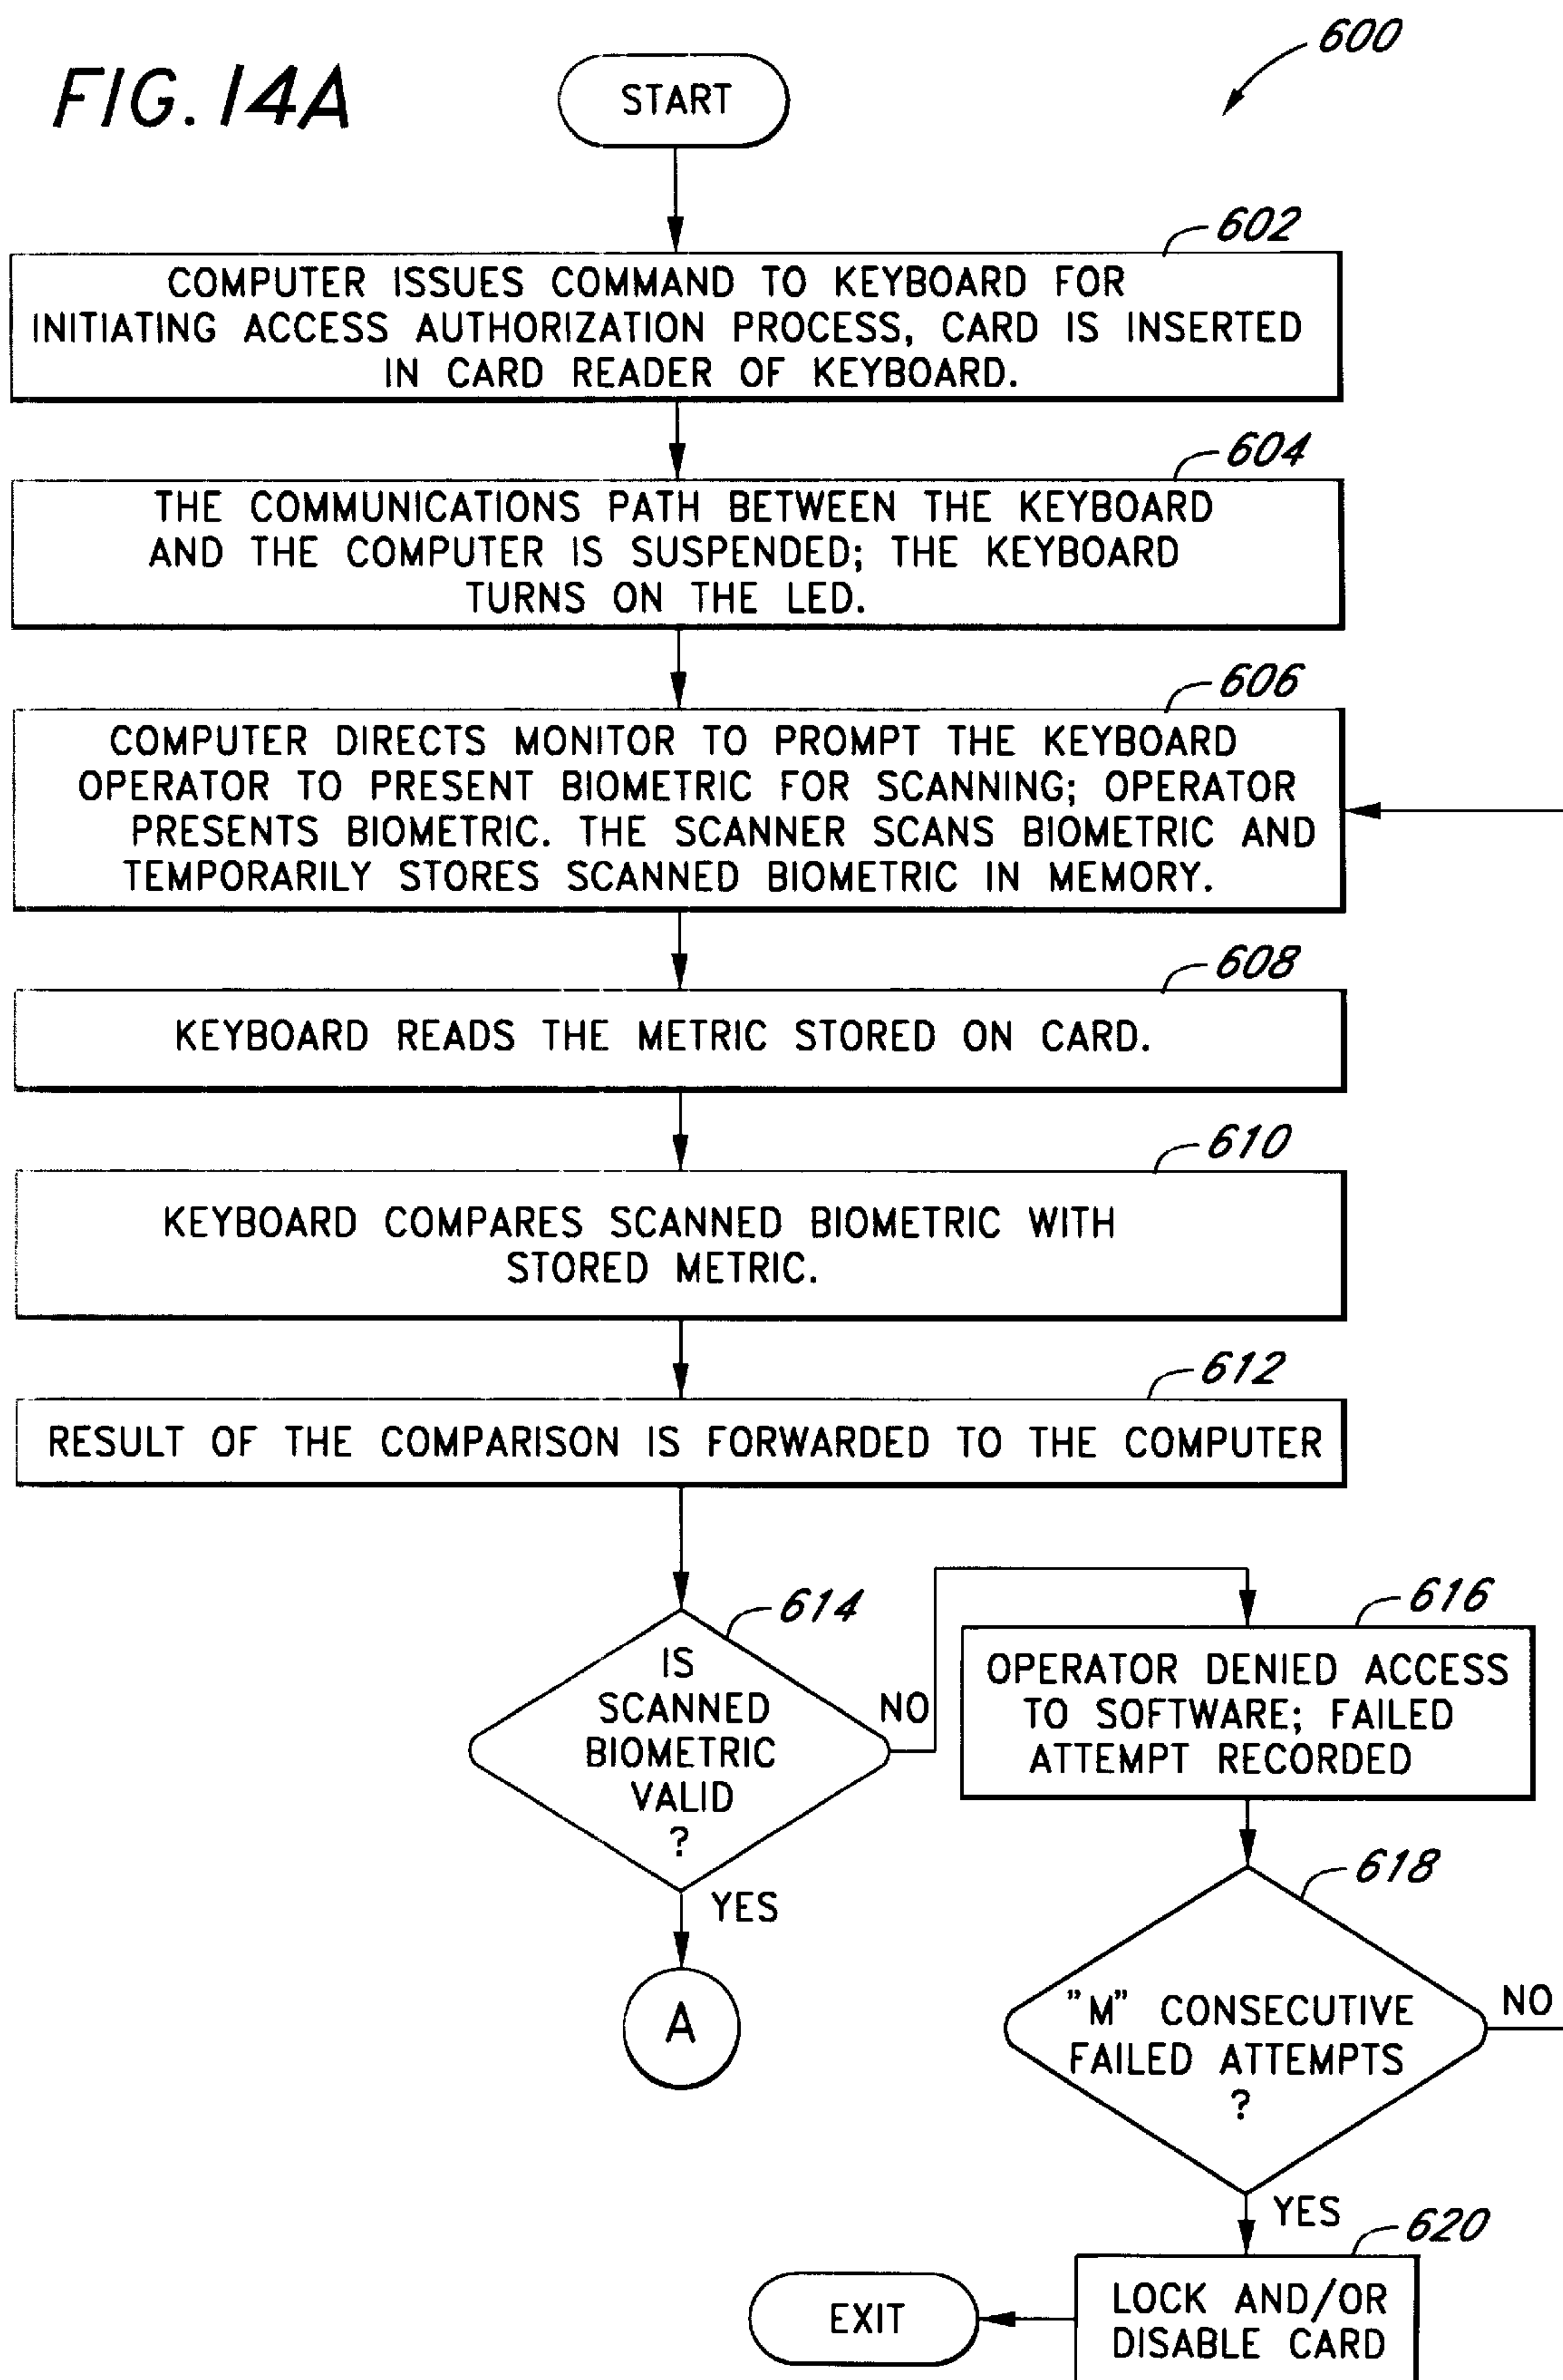 FIG. 14A
START
600
602
COMPUTER ISSUES COMMAND TO KEYBOARD FOR
INITIATING ACCESS AUTHORIZATION PROCESS, CARD IS INSERTED
IN CARD READER OF KEYBOARD.
604
THE COMMUNICATIONS PATH BETWEEN THE KEYBOARD
AND THE COMPUTER IS SUSPENDED; THE KEYBOARD
TURNS ON THE LED.
606
COMPUTER DIRECTS MONITOR TO PROMPT THE KEYBOARD
OPERATOR TO PRESENT BIOMETRIC FOR SCANNING; OPERATOR
PRESENTS BIOMETRIC. THE SCANNER SCANS BIOMETRIC AND
TEMPORARILY STORES SCANNED BIOMETRIC IN MEMORY.
608
KEYBOARD READS THE METRIC STORED ON CARD.
610
KEYBOARD COMPARES SCANNED BIOMETRIC WITH
STORED METRIC.
612
RESULT OF THE COMPARISON IS FORWARDED TO THE COMPUTER
614
IS
SCANNED
BIOMETRIC
VALID
?
NO
YES
A
616
OPERATOR DENIED ACCESS
TO SOFTWARE; FAILED
ATTEMPT RECORDED
618
"M" CONSECUTIVE
FAILED ATTEMPTS
?
NO
YES
620
LOCK AND/OR
DISABLE CARD
EXIT